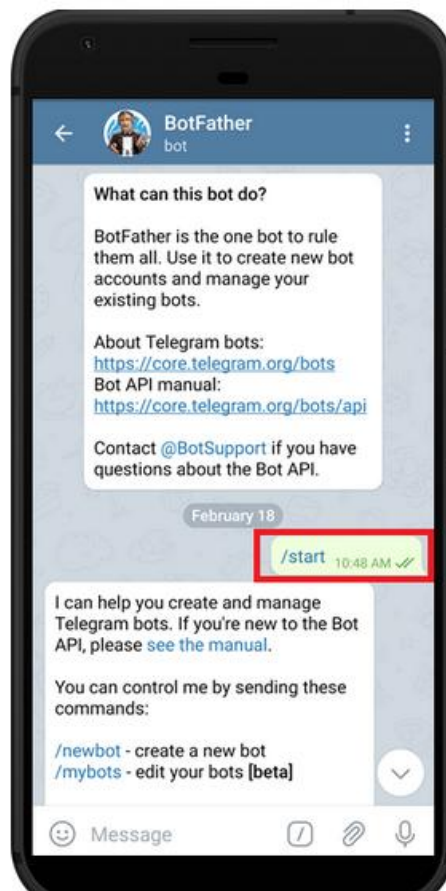 BotFather
bot
What can this bot do?
BotFather is the one bot to rule
them all. Use it to create new bot
accounts and manage your
existing bots.
About Telegram bots:
https://core.telegram.org/bots
Bot API manual:
https://core.telegram.org/bots/api
Contact @BotSupport if you have
questions about the Bot API.
February 18
/start 10:48 AM
I can help you create and manage
Telegram bots. If you're new to the Bot
API, please see the manual.
You can control me by sending these
commands:
/newbot - create a new bot
/mybots - edit your bots [beta]
Message